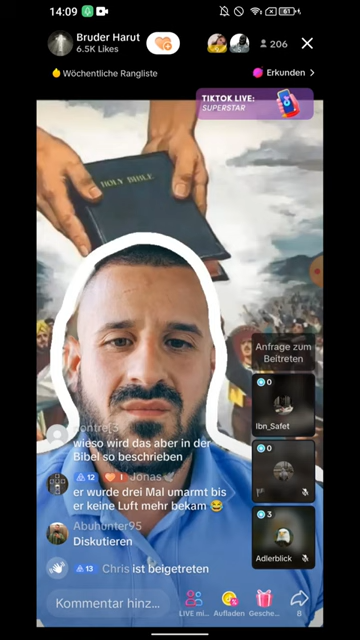 14:09
61
Bruder Harut
6.5K Likes
206
Wöchentliche Rangliste
Erkunden
TIKTOK LIVE:
SUPERSTAR
HOLY BIBLE
Anfrage zum
Beitreten
0
Ibn_Safet
0
3
Adlerblick
wieso wird das aber in der
Bibel so beschrieben
12
I
Jonas
er wurde drei Mal umarmt bis
er keine Luft mehr bekam 😂
Abuhunter95
Diskutieren
13 Chris ist beigetreten
Kommentar hinz...
LIVE mi...
Aufladen
Gesche...
8